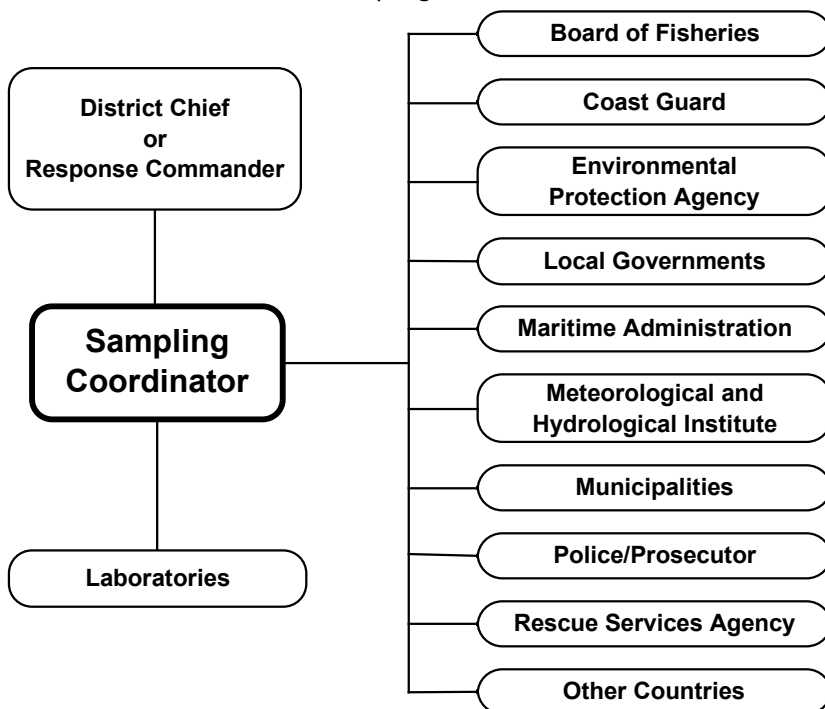 District Chief
or
Response Commander
Sampling
Coordinator
Laboratories
Board of Fisheries
Coast Guard
Environmental
Protection Agency
Local Governments
Maritime Administration
Meteorological and
Hydrological Institute
Municipalities
Police/Prosecutor
Rescue Services Agency
Other Countries